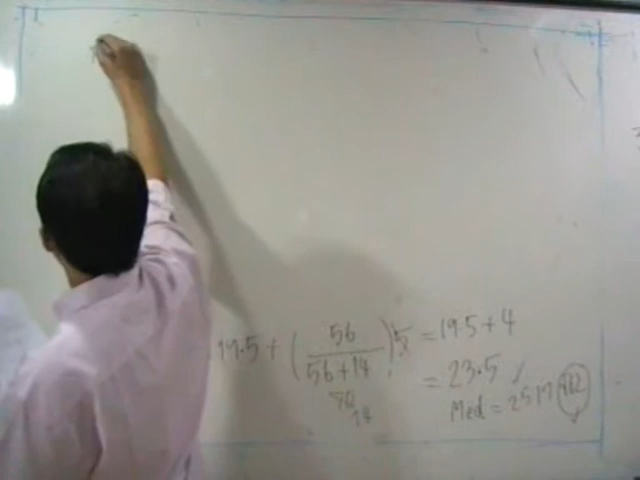 19.5 + ( 56 / 56 + 14 ) 5 = 19.5 + 4
= 23.5
70
14
Med =